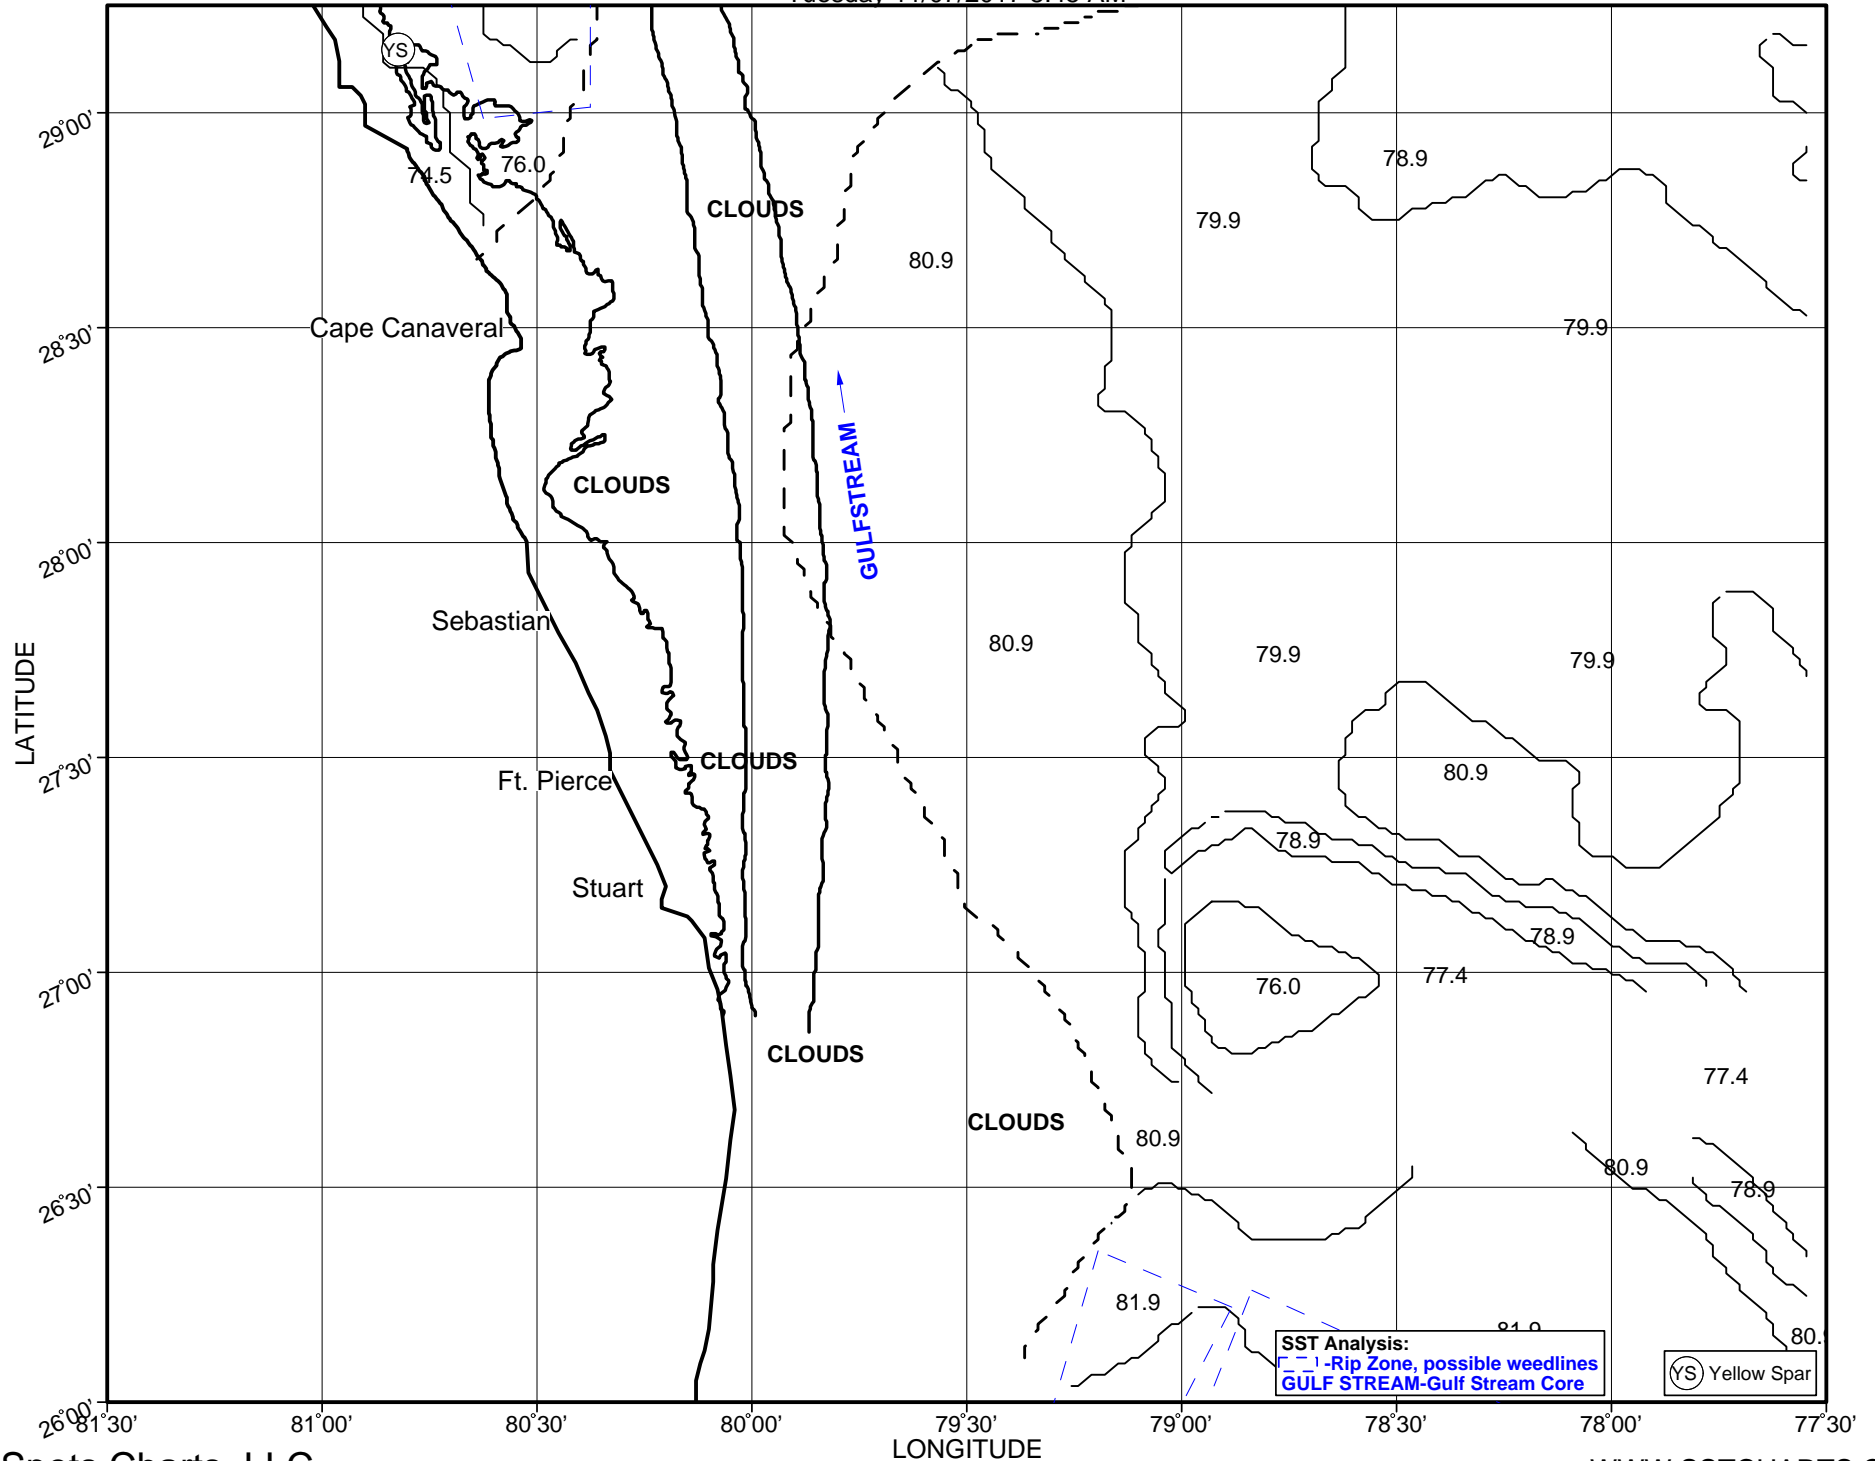 YS
29°00'
74.5
76.0
78.9
CLOUDS
79.9
80.9
Cape Canaveral
79.9
28°30'
GULFSTREAM
CLOUDS
28°00'
Sebastian
80.9
79.9
79.9
LATITUDE
27°30'
CLOUDS
Ft. Pierce
80.9
78.9
Stuart
78.9
77.4
27°00'
76.0
CLOUDS
77.4
CLOUDS
80.9
80.9
78.9
26°30'
81.9
SST Analysis:
-Rip Zone, possible weedlines
GULF STREAM-Gulf Stream Core
YS Yellow Spar
26°00'
81°30'
81°00'
80°30'
80°00'
79°30'
79°00'
78°30'
78°00'
77°30'
LONGITUDE